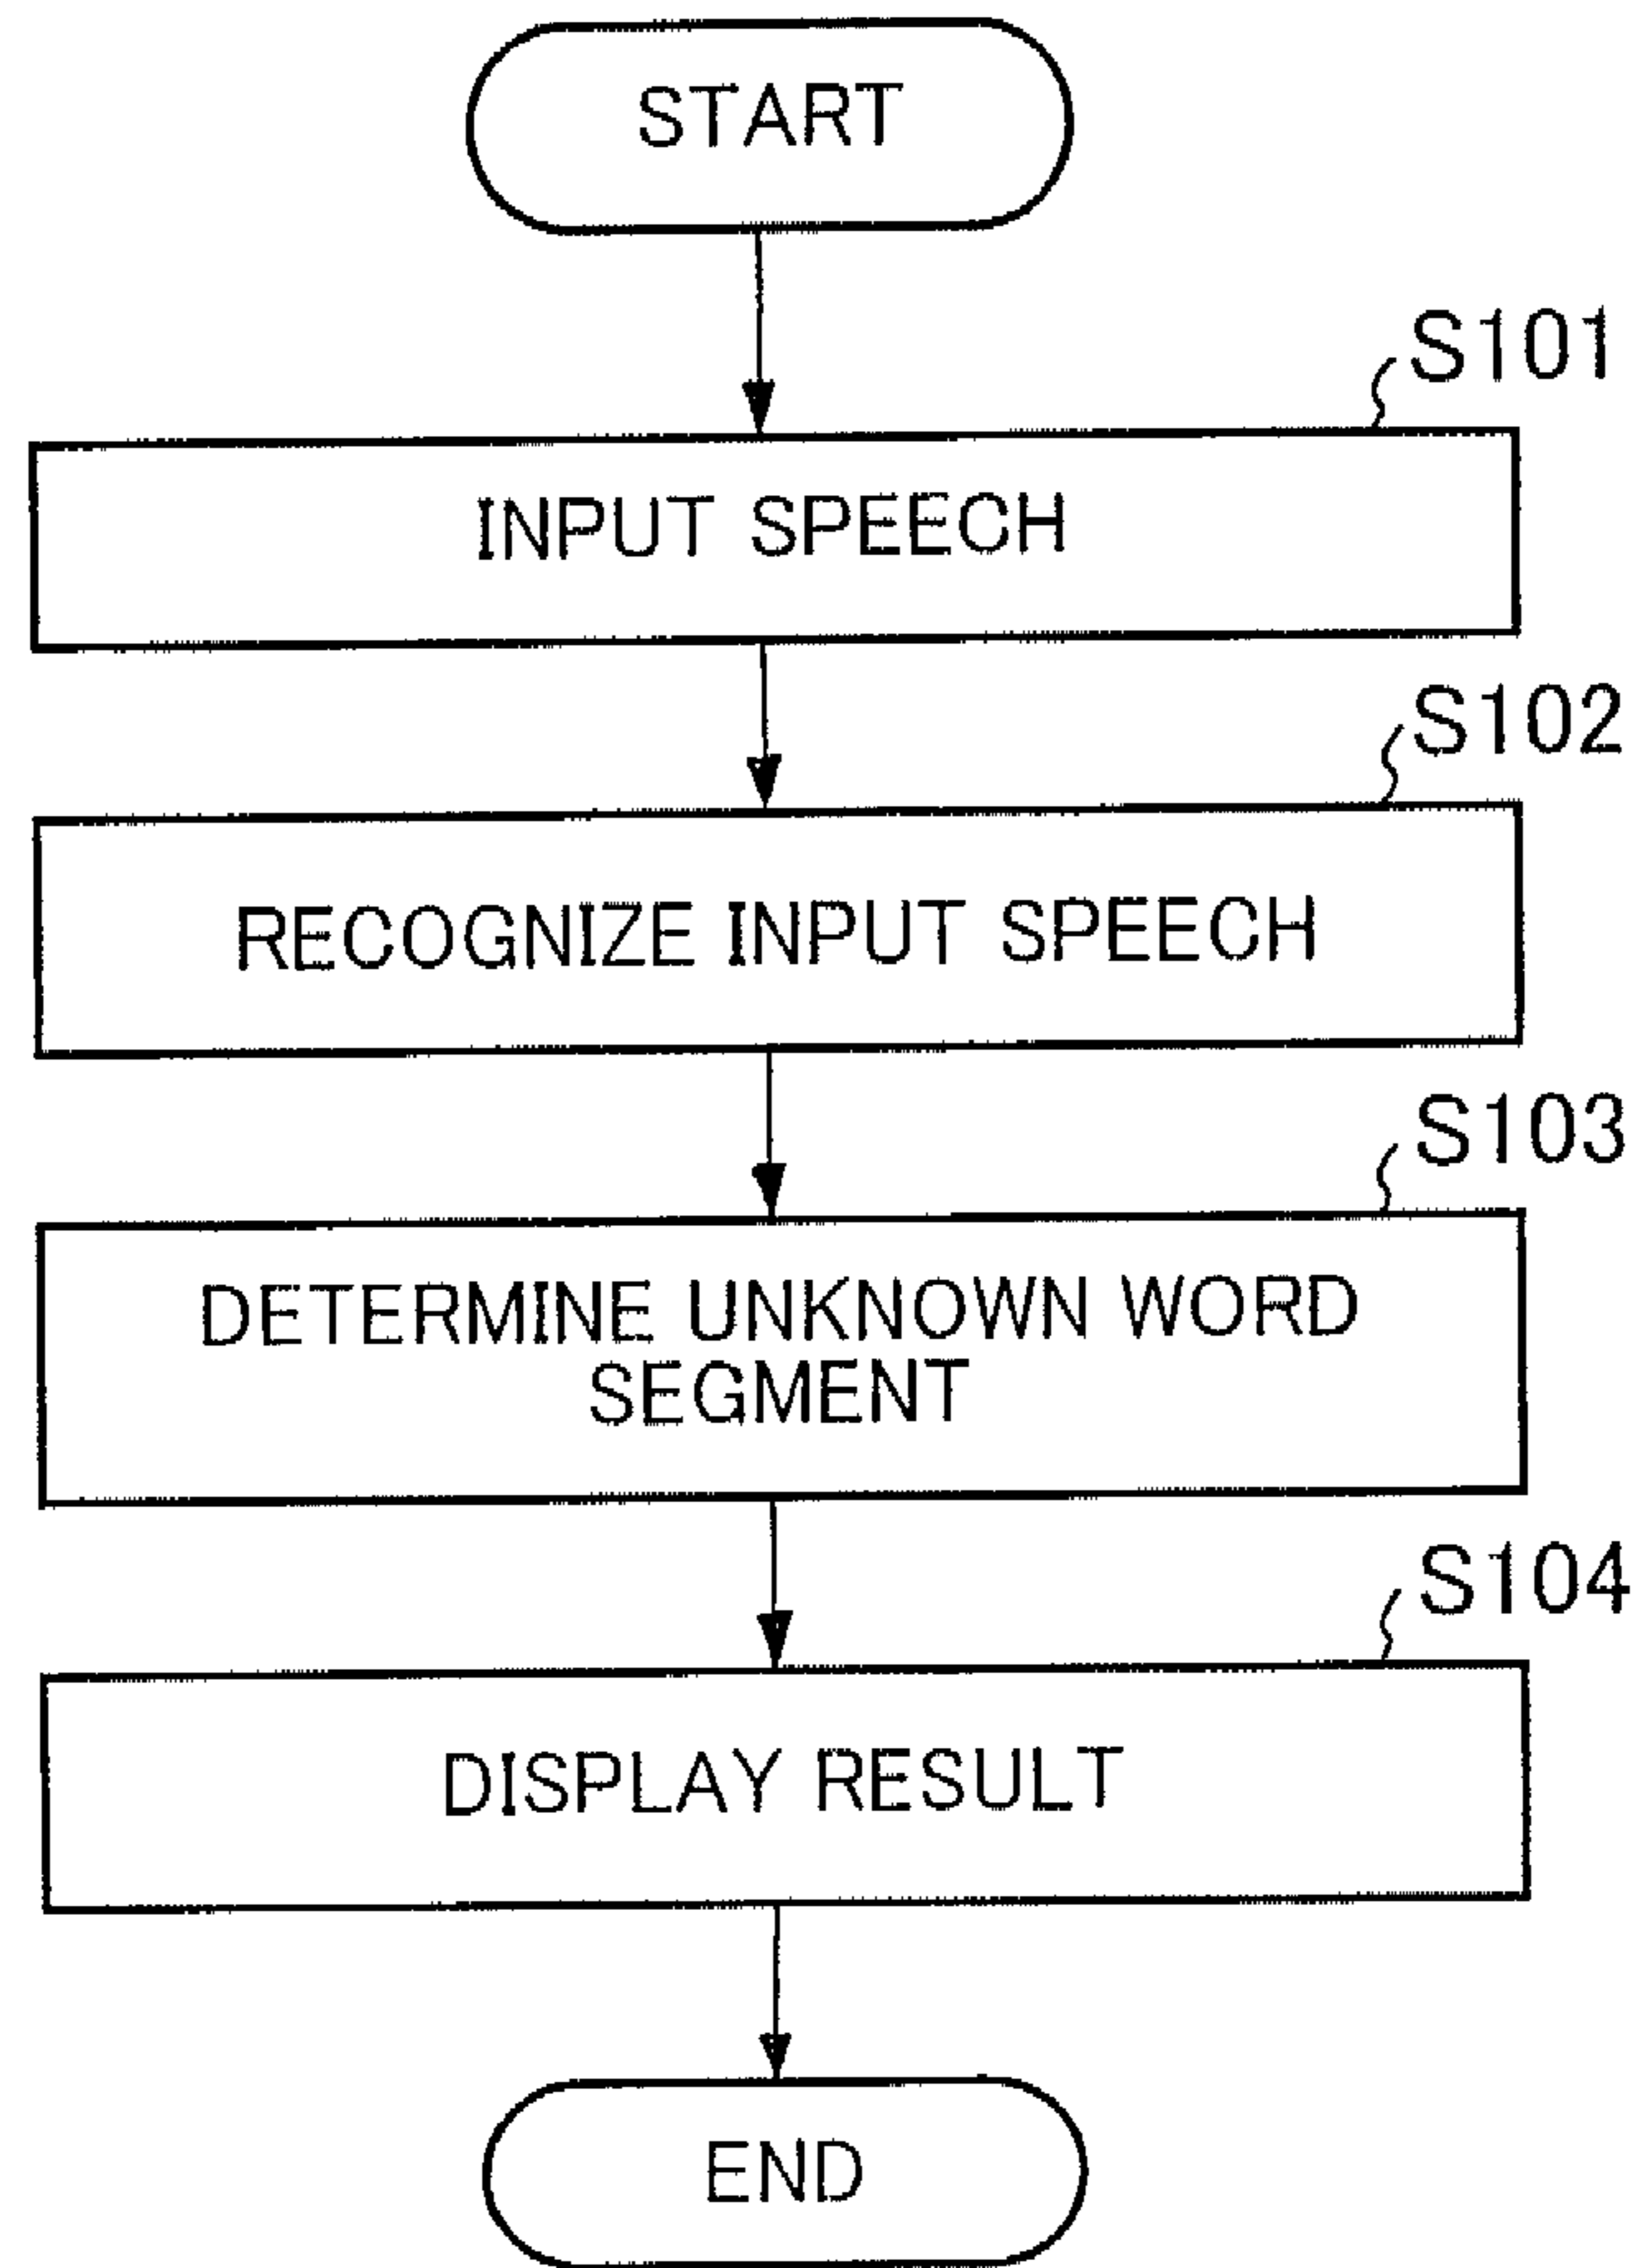 START
S101
INPUT SPEECH
S102
RECOGNIZE INPUT SPEECH
S103
DETERMINE UNKNOWN WORD
SEGMENT
S104
DISPLAY RESULT
END